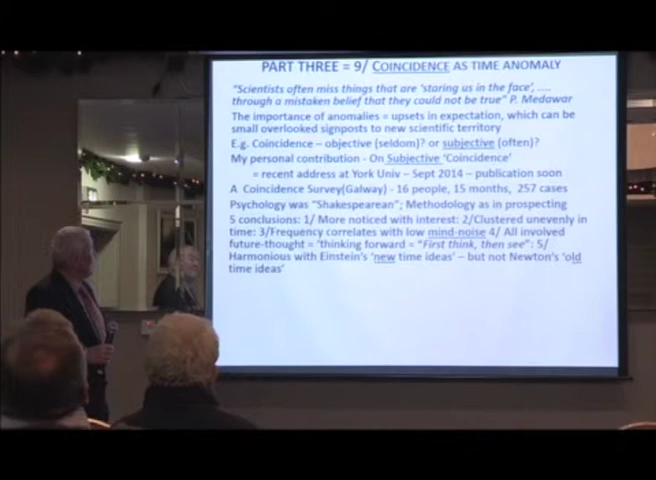 PART THREE = 9/ COINCIDENCE AS TIME ANOMALY
"Scientists often miss things that are 'staring us in the face', ....
through a mistaken belief that they could not be true" P. Medawar
The importance of anomalies = upsets in expectation, which can be
small overlooked signposts to new scientific territory
E.g. Coincidence – objective (seldom)? or subjective (often)?
My personal contribution - On Subjective 'Coincidence'
= recent address at York Univ – Sept 2014 – publication soon
A Coincidence Survey(Galway) - 16 people, 15 months, 257 cases
Psychology was "Shakespearean"; Methodology as in prospecting
5 conclusions: 1/ More noticed with interest: 2/Clustered unevenly in
time: 3/Frequency correlates with low mind-noise 4/ All involved
future-thought = 'thinking forward = "First think, then see": 5/
Harmonious with Einstein's 'new time ideas' – but not Newton's 'old
time ideas'